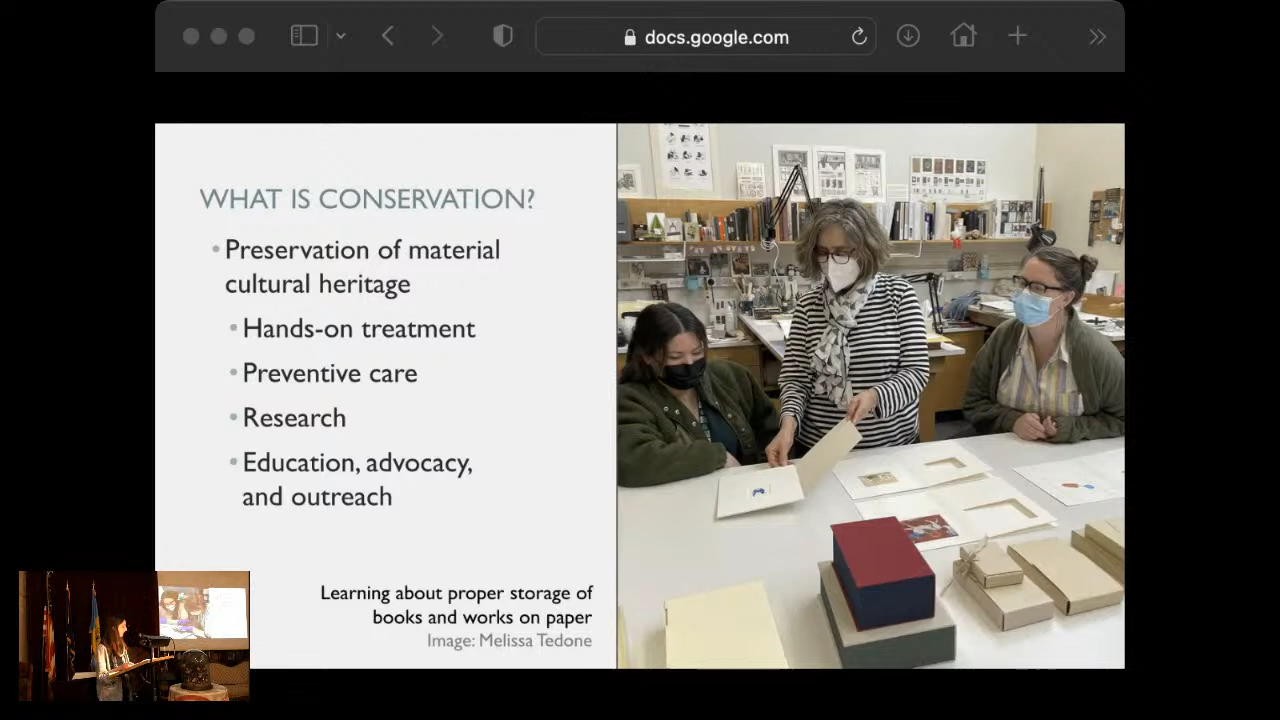 docs.google.com
WHAT IS CONSERVATION?
• Preservation of material
cultural heritage
• Hands-on treatment
• Preventive care
• Research
• Education, advocacy,
and outreach
Learning about proper storage of
books and works on paper
Image: Melissa Tedone